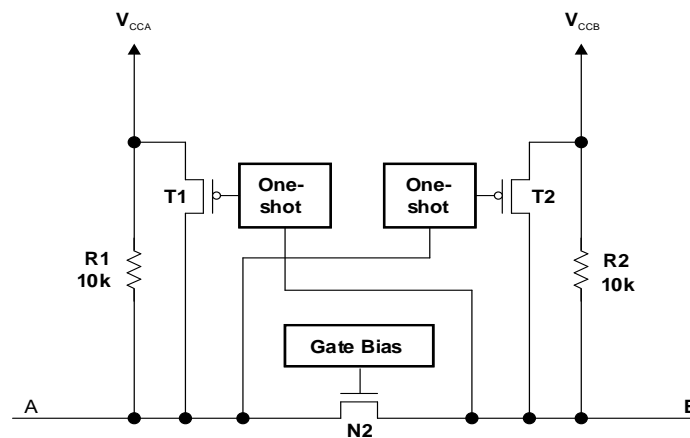 VCCA
VCCB
One-
shot
One-
shot
T1
T2
R1
10k
R2
10k
Gate Bias
A
N2